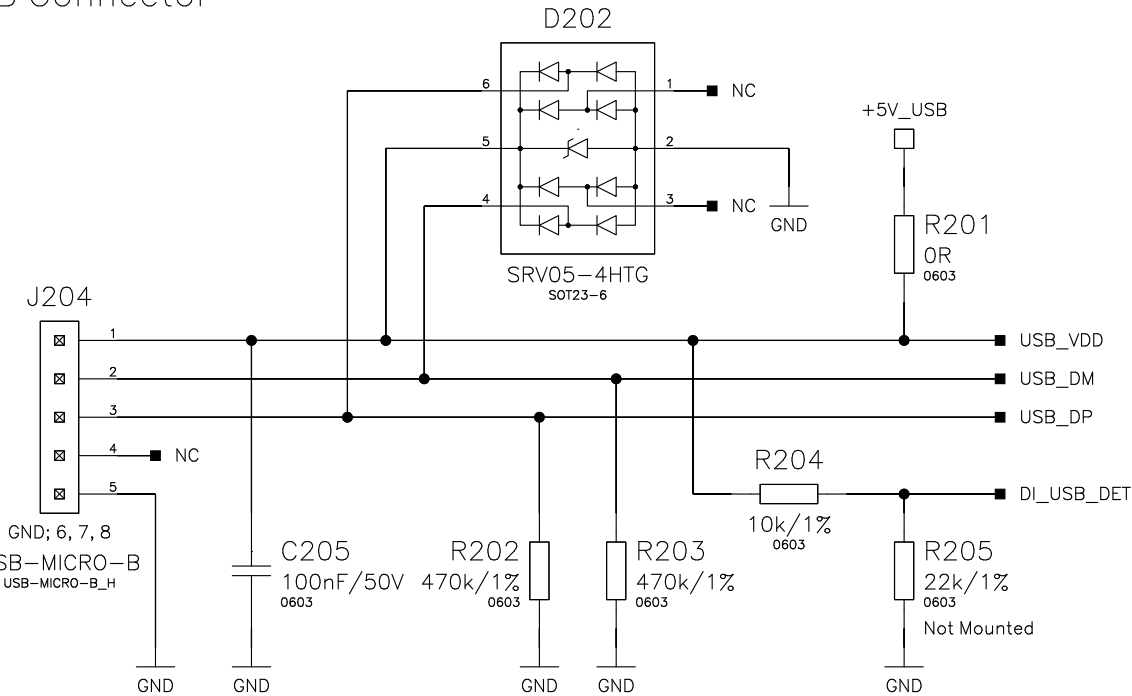 Connector
D202
6
1
NC
5
2
4
3
NC
GND
SRV05-4HTG
SOT23-6
+5V_USB
R201
0R
0603
J204
1
USB_VDD
2
USB_DM
3
USB_DP
4
NC
5
R204
DI_USB_DET
10k/1%
0603
GND; 6, 7, 8
SB-MICRO-B
USB-MICRO-B_H
C205
100nF/50V
0603
R202
470k/1%
0603
R203
470k/1%
0603
R205
22k/1%
0603
Not Mounted
GND
GND
GND
GND
GND